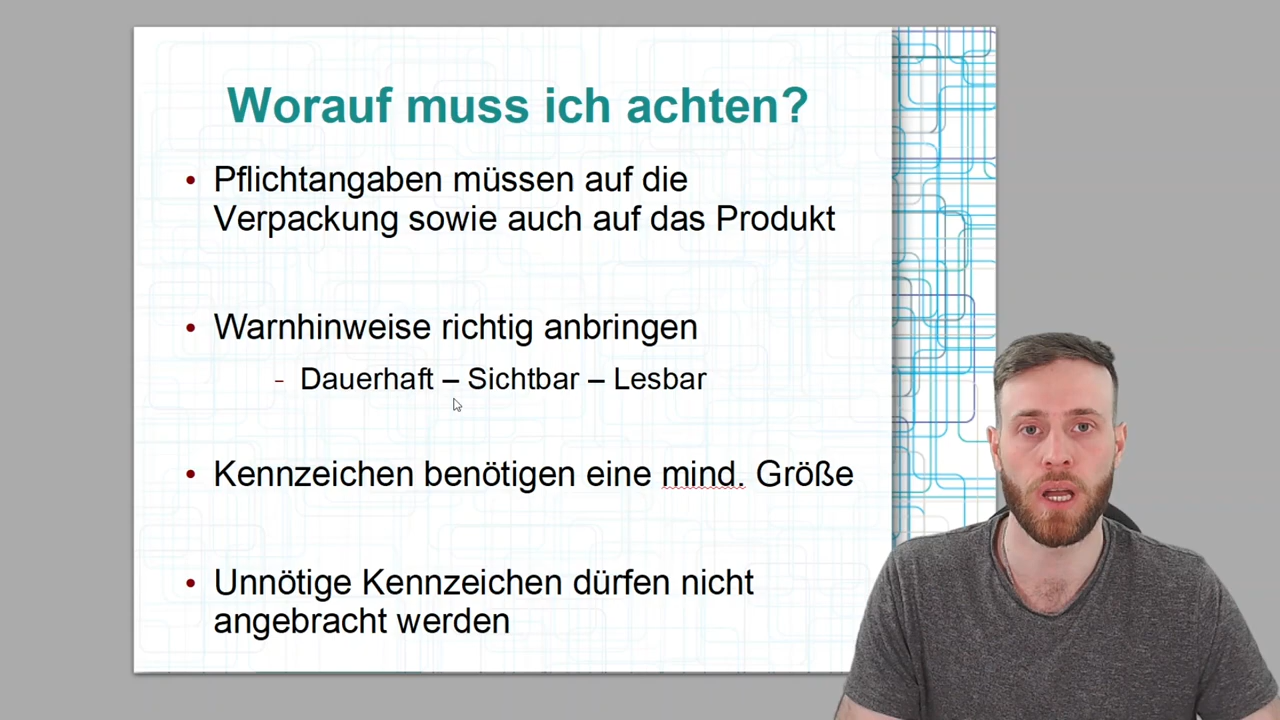 Worauf muss ich achten?
• Pflichtangaben müssen auf die
Verpackung sowie auch auf das Produkt
• Warnhinweise richtig anbringen
- Dauerhaft – Sichtbar – Lesbar
• Kennzeichen benötigen eine mind. Größe
• Unnötige Kennzeichen dürfen nicht
angebracht werden